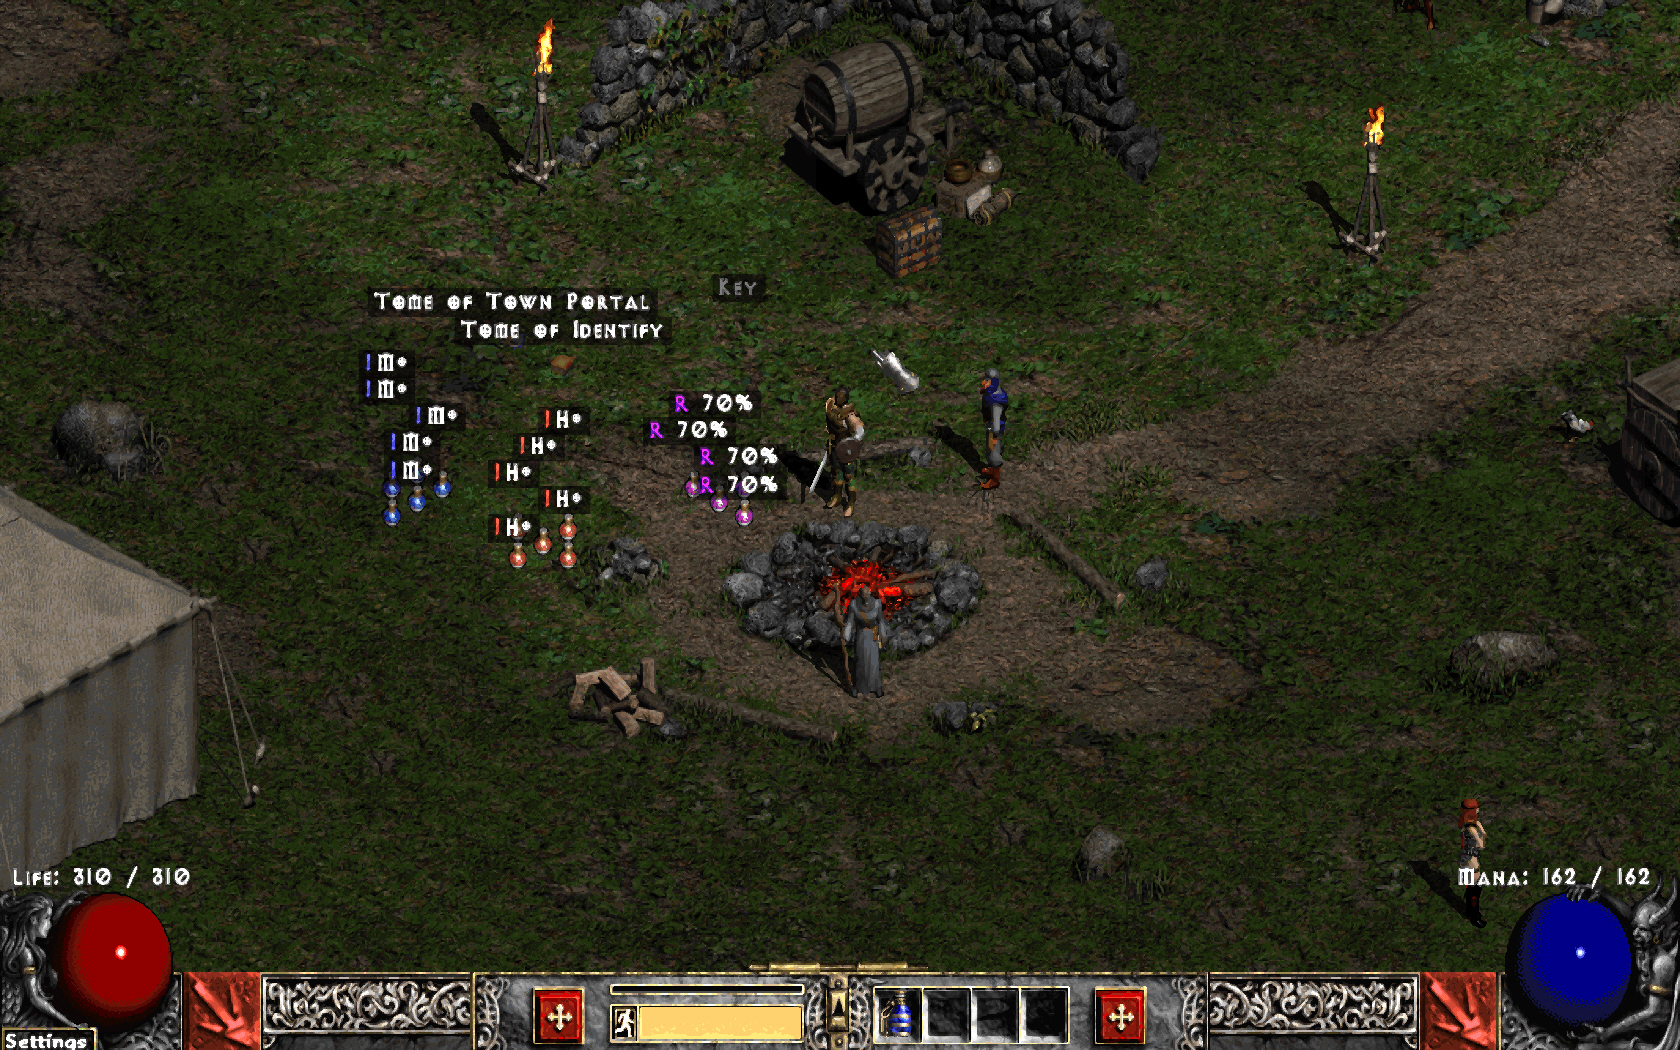 Key
Tome of Town Portal
Tome of Identify
! M•
! M•
! M•
! M•
! M•
! H•
! H•
! H•
! H•
! H•
R 70%
R 70%
R 70%
R 70%
Life: 310 / 310
Mana: 162 / 162
Settings